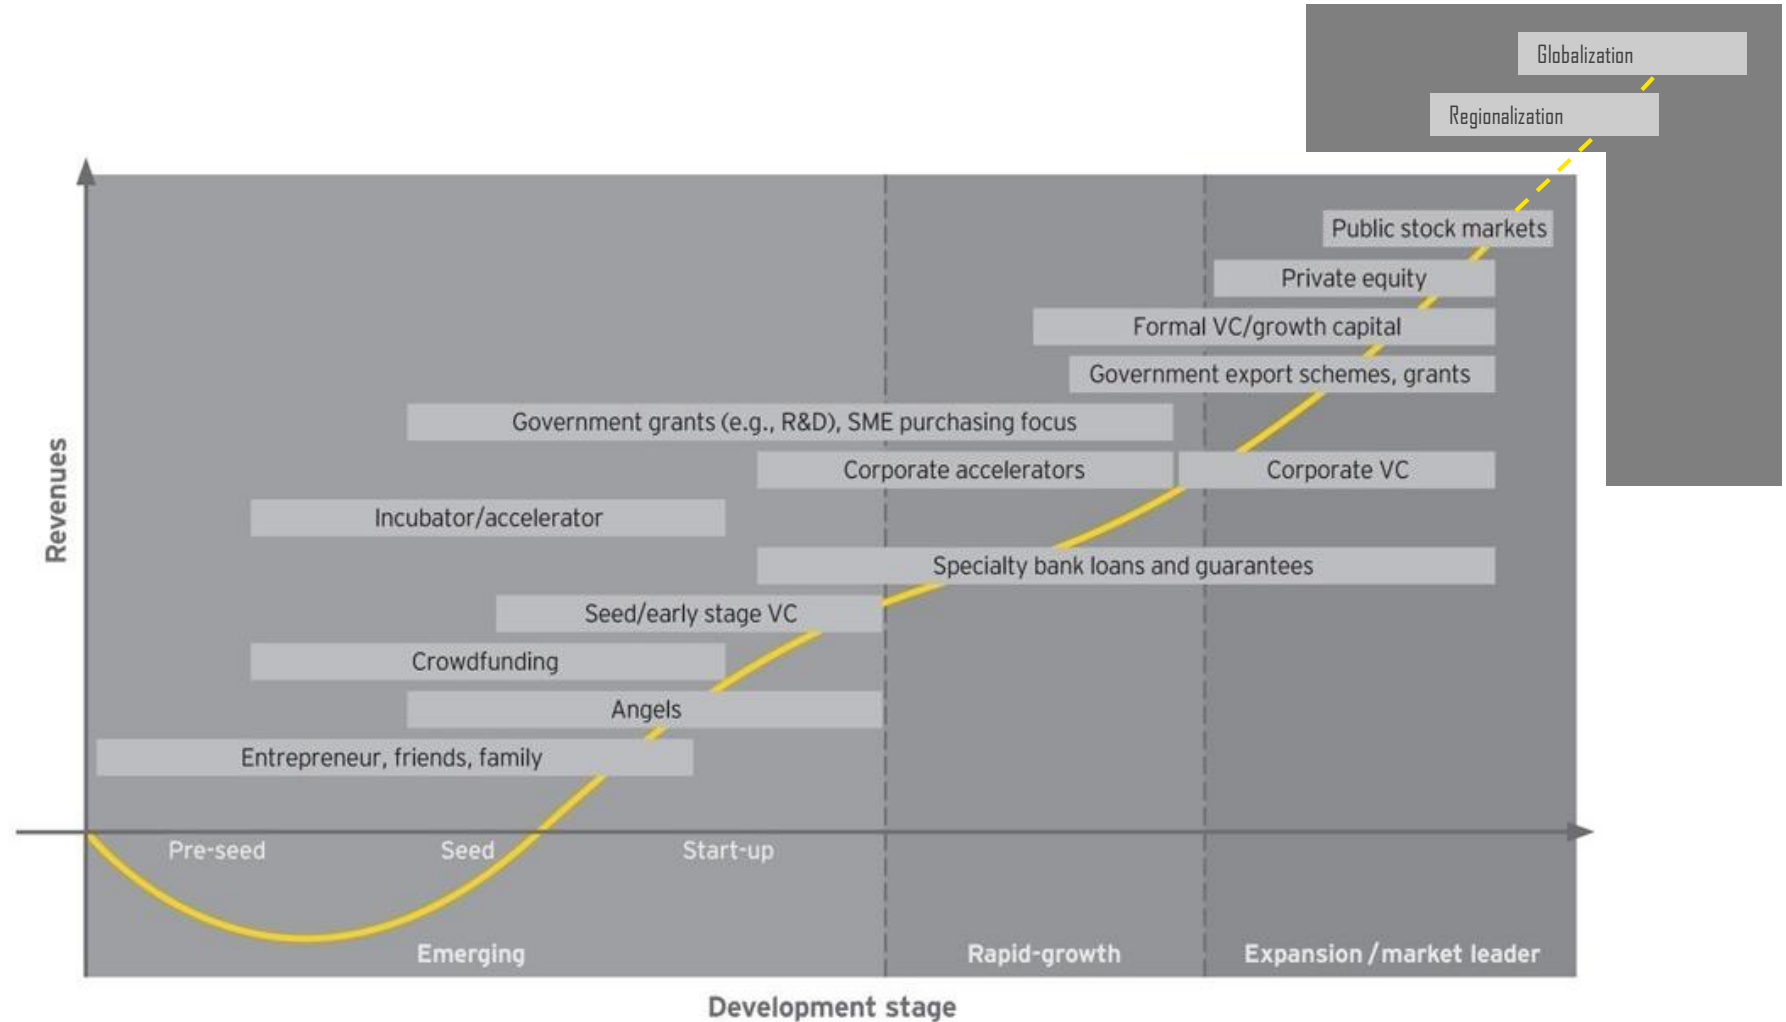 Globalization
Regionalization
Public stock markets
Private equity
Formal VC/growth capital
Government export schemes, grants
Government grants (e.g., R&D), SME purchasing focus
Corporate accelerators
Corporate VC
Incubator/accelerator
Specialty bank loans and guarantees
Seed/early stage VC
Crowdfunding
Angels
Entrepreneur, friends, family
Revenues
Pre-seed
Seed
Start-up
Emerging
Rapid-growth
Expansion / market leader
Development stage